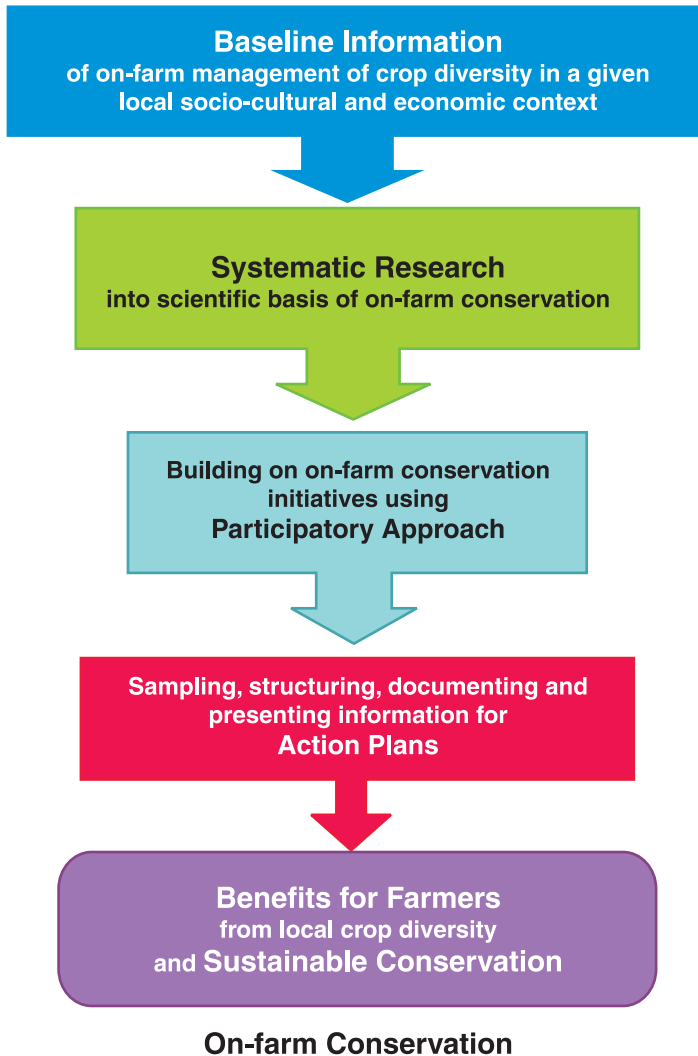 Baseline Information
of on-farm management of crop diversity in a given
local socio-cultural and economic context
Systematic Research
into scientific basis of on-farm conservation
Building on on-farm conservation
initiatives using
Participatory Approach
Sampling, structuring, documenting and
presenting information for
Action Plans
Benefits for Farmers
from local crop diversity
and Sustainable Conservation
On-farm Conservation